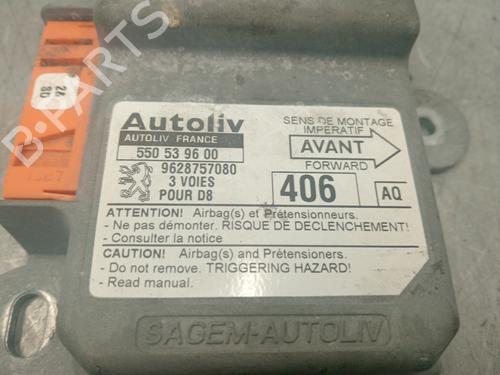 Autoliv
AUTOLIV FRANCE
550 53 96 00
9628757080
3 VOIES
POUR D8
SENS DE MONTAGE
IMPERATIF
AVANT
FORWARD
406
AQ
ATTENTION! Airbag(s) et Prétensionneurs.
- Ne pas démonter. RISQUE DE DECLENCHEMENT!
- Consulter la notice
CAUTION! Airbag(s) and Prétensioners.
- Do not remove. TRIGGERING HAZARD!
- Read manual.
SAGEM-AUTOLIV
B-PARTS